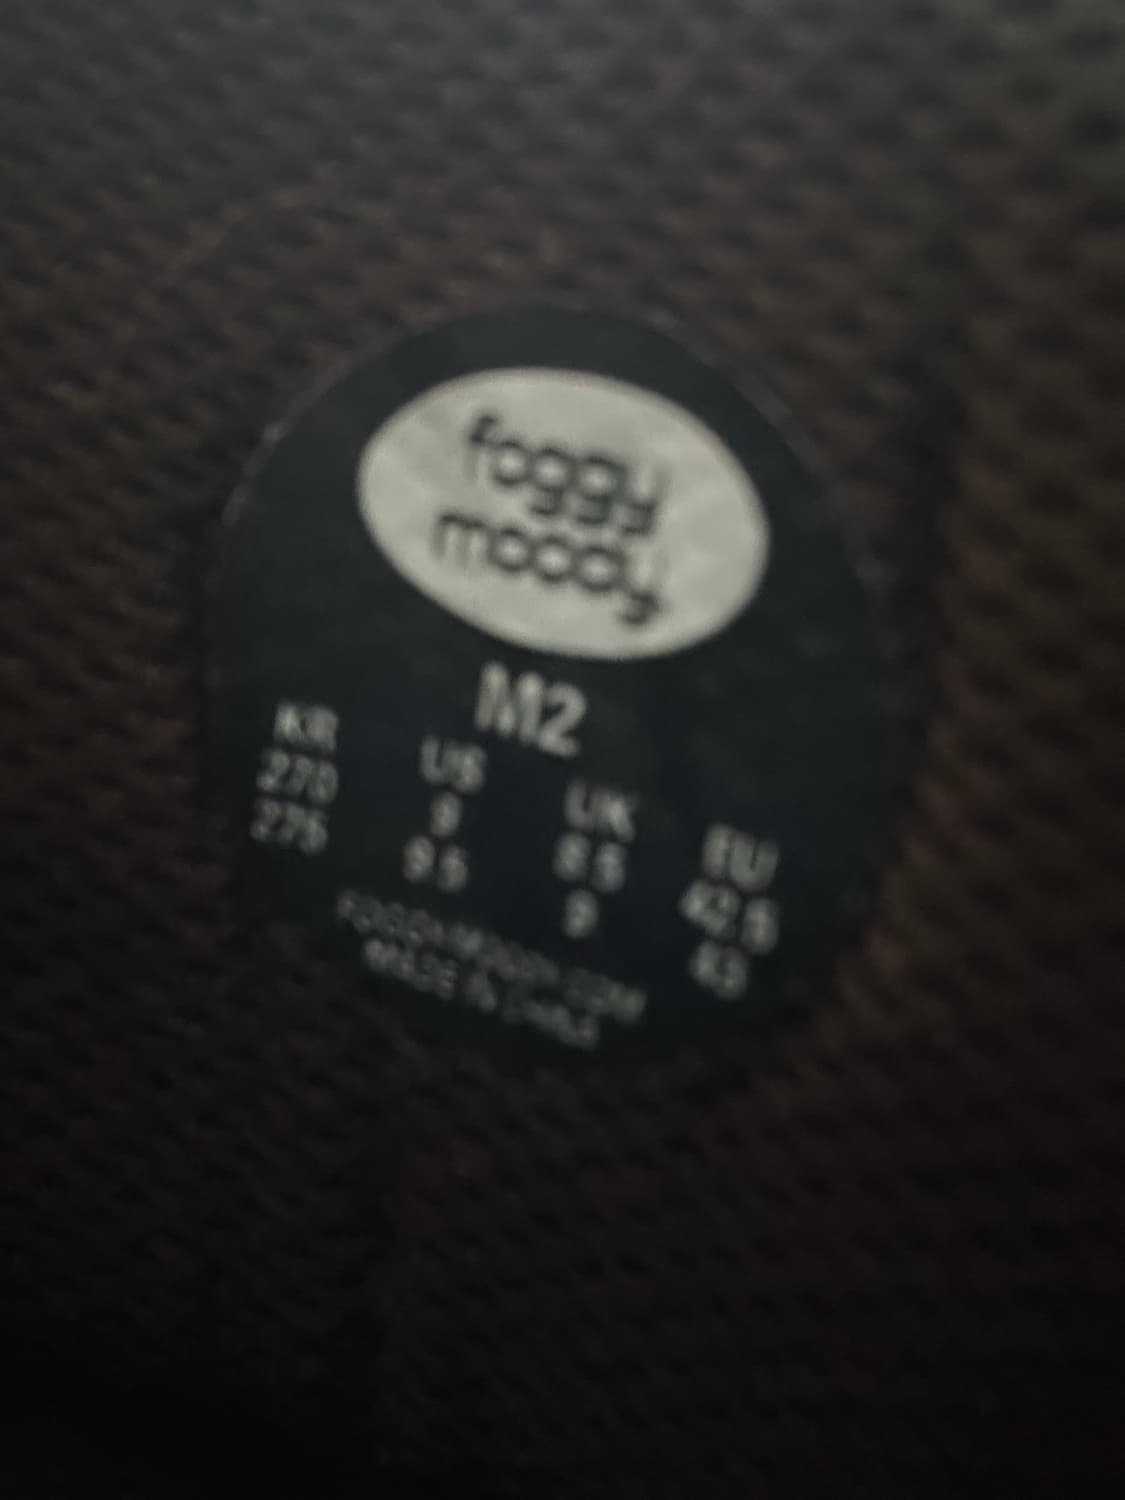 foggy
moooy.
M2
KR US UK EU
270 9 8.5 42.5
275 9.5 9 43
MADE IN CHINA